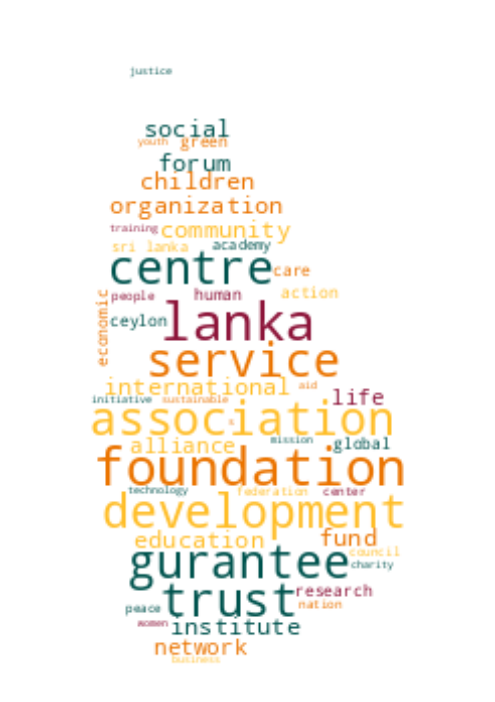 justice
social
youth green
forum
children
organization
training community
sri lanka academy
centre care
people human action
economic
ceylon lanka
service
international aid
initiative sustainable life
association
s
alliance mission global
foundation
technology federation center
development
education fund
gurantee council
charity
trust research
peace nation
women institute
network
business